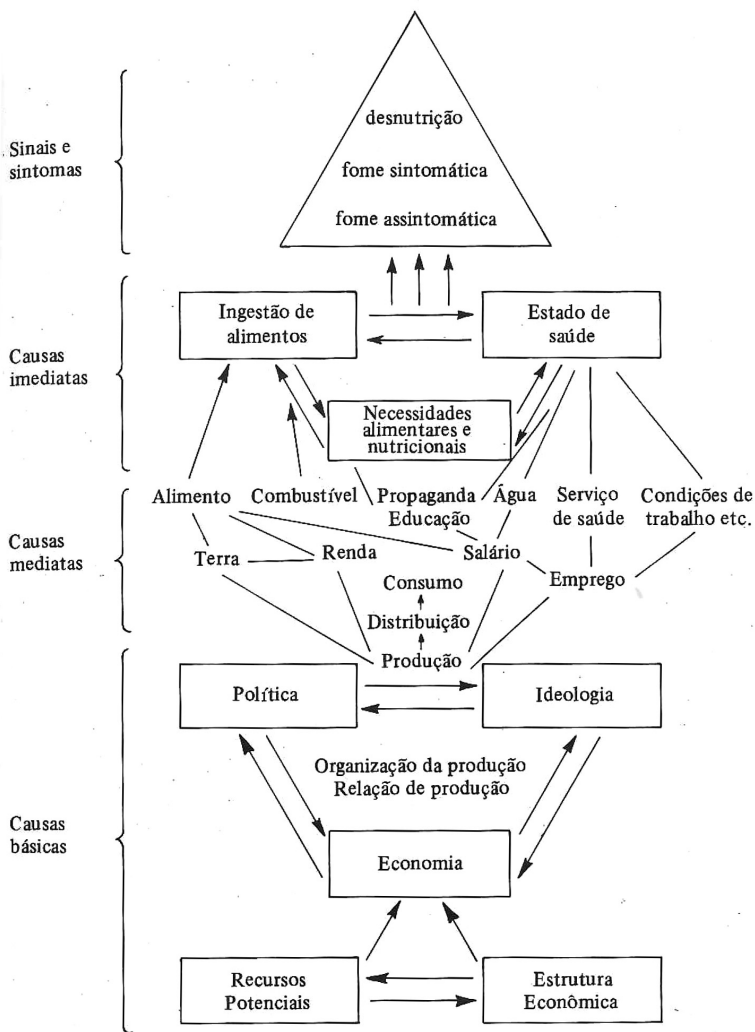 desnutrição
Sinais e
sintomas
fome sintomática
fome assintomática
Ingestão de
alimentos
Estado de
saúde
Causas
imediatas
Necessidades
alimentares e
nutricionais
Alimento
Combustível
Propaganda
Educação
Água
Serviço
de saúde
Condições de
trabalho etc.
Causas
mediatas
Terra
Renda
Salário
Emprego
Consumo
Distribuição
Produção
Política
Ideologia
Organização da produção
Relação de produção
Causas
básicas
Economia
Recursos
Potenciais
Estrutura
Econômica